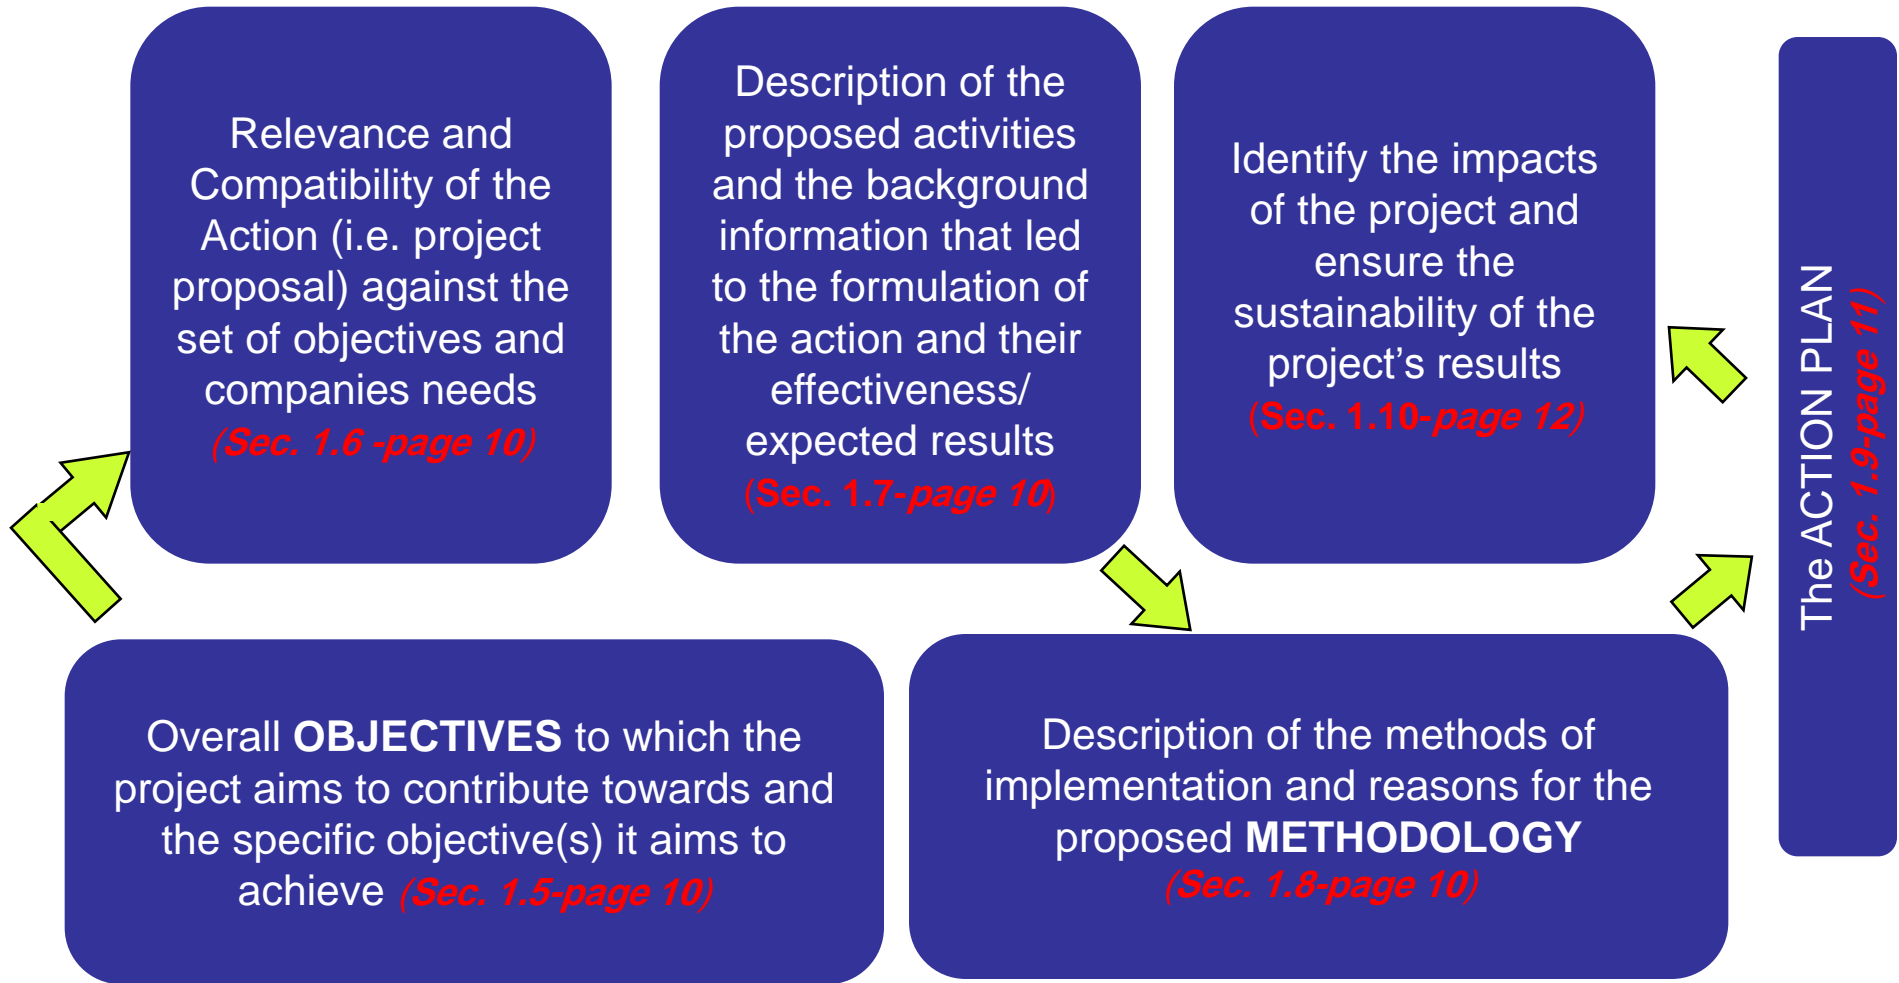 Relevance and
Compatibility of the
Action (i.e. project
proposal) against the
set of objectives and
companies needs
(Sec. 1.6 -page 10)
Description of the
proposed activities
and the background
information that led
to the formulation of
the action and their
effectiveness/
expected results
(Sec. 1.7-page 10)
Identify the impacts
of the project and
ensure the
sustainability of the
project’s results
(Sec. 1.10-page 12)
The ACTION PLAN
(Sec. 1.9-page 11)
Overall OBJECTIVES to which the
project aims to contribute towards and
the specific objective(s) it aims to
achieve (Sec. 1.5-page 10)
Description of the methods of
implementation and reasons for the
proposed METHODOLOGY
(Sec. 1.8-page 10)